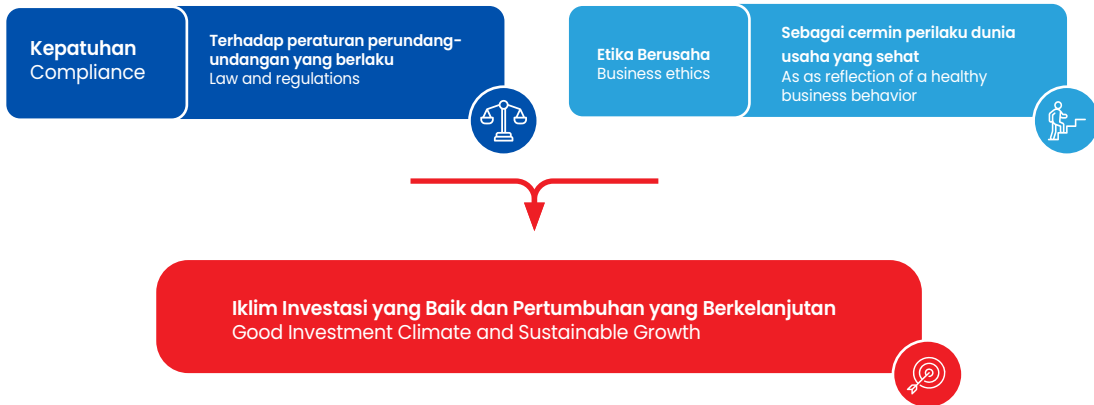 Kepatuhan
Compliance
Terhadap peraturan perundang-
undangan yang berlaku
Law and regulations
Etika Berusaha
Business ethics
Sebagai cermin perilaku dunia
usaha yang sehat
As as reflection of a healthy
business behavior
Iklim Investasi yang Baik dan Pertumbuhan yang Berkelanjutan
Good Investment Climate and Sustainable Growth